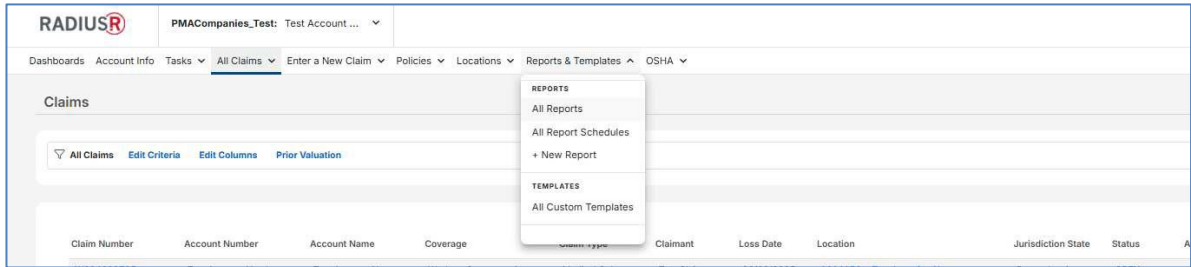 RADIUSR PMACompanies_Test: Test Account ...
Dashboards Account Info Tasks All Claims Enter a New Claim Policies Locations Reports & Templates OSHA
REPORTS
Claims
All Reports
All Report Schedules
All Claims Edit Criteria Edit Columns Prior Valuation
+ New Report
TEMPLATES
All Custom Templates
Claim Number Account Number Account Name Coverage Claim Type Claimant Loss Date Location Jurisdiction State Status A